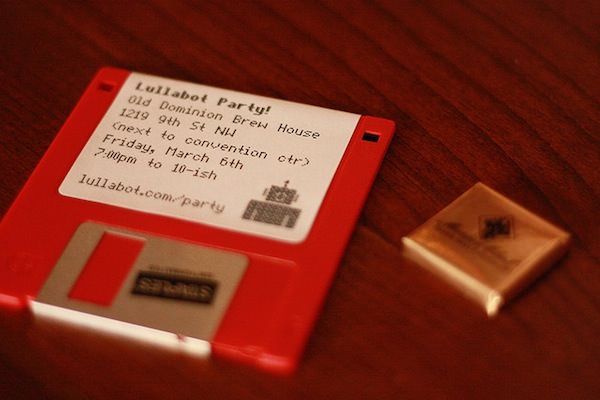 Lullabot Party!
Old Dominion Brew House
1219 9th St NW
(next to convention ctr)
Friday, March 6th
7:00pm to 10-ish
lullabot.com/party
STAPLES